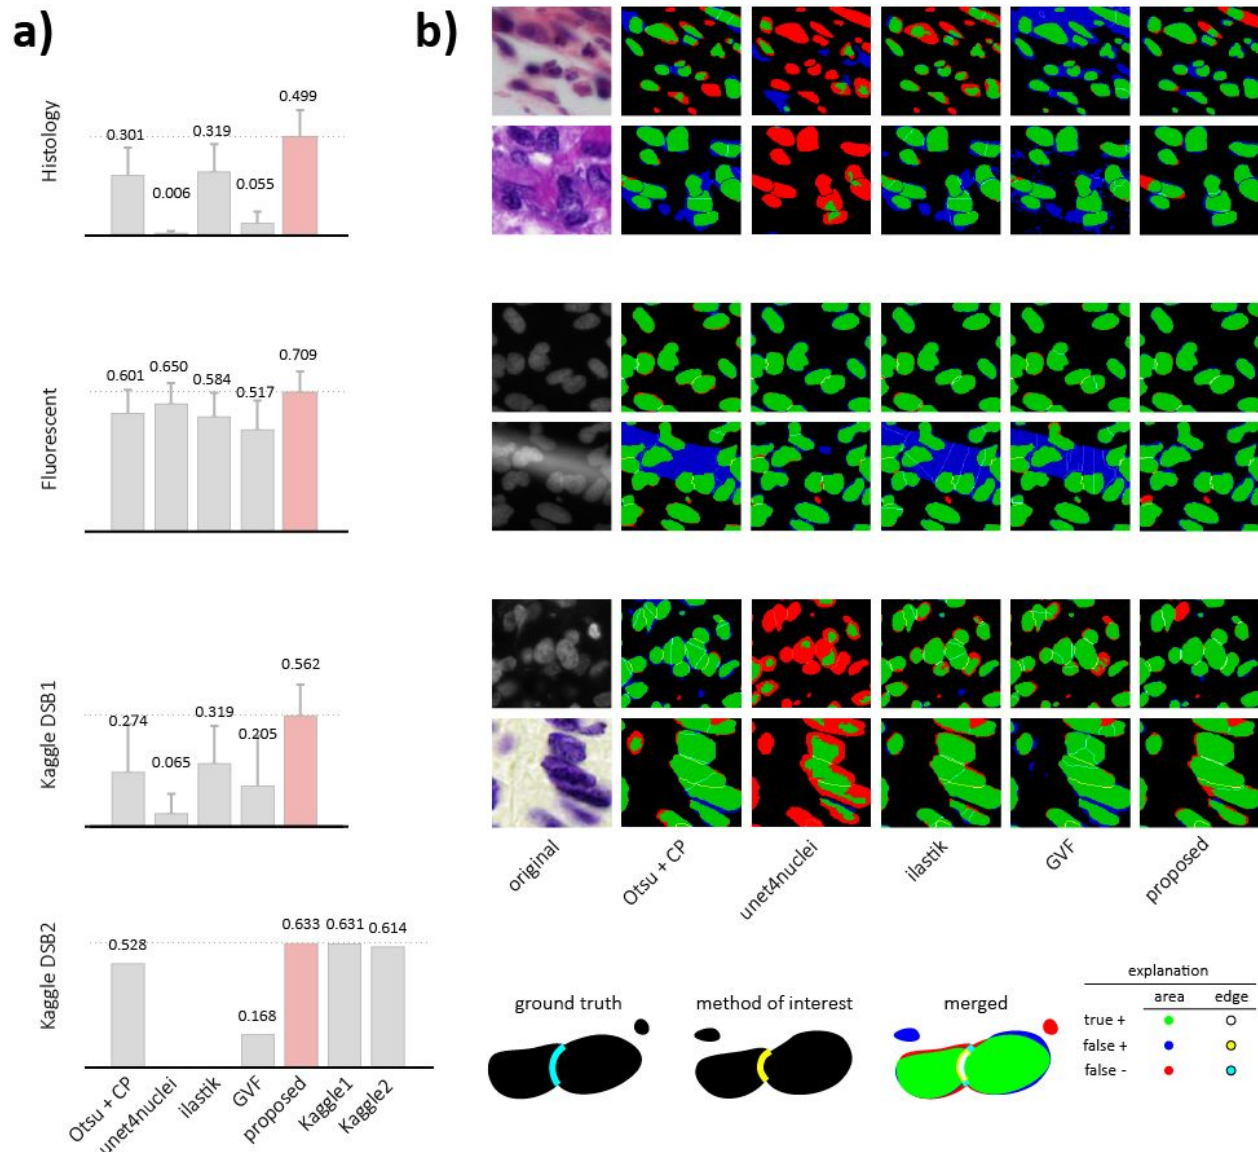 a)
Histology
0.301
0.006
0.319
0.055
0.499
Fluorescent
0.601
0.650
0.584
0.517
0.709
Kaggle DSB1
0.274
0.065
0.319
0.205
0.562
Kaggle DSB2
0.528
0.168
0.633
0.631
0.614
Otsu + CP
unet4nuclei
ilastik
GVF
proposed
Kaggle1
Kaggle2
b)
original
Otsu + CP
unet4nuclei
ilastik
GVF
proposed
ground truth
method of interest
merged
explanation
area edge
true +
false +
false -